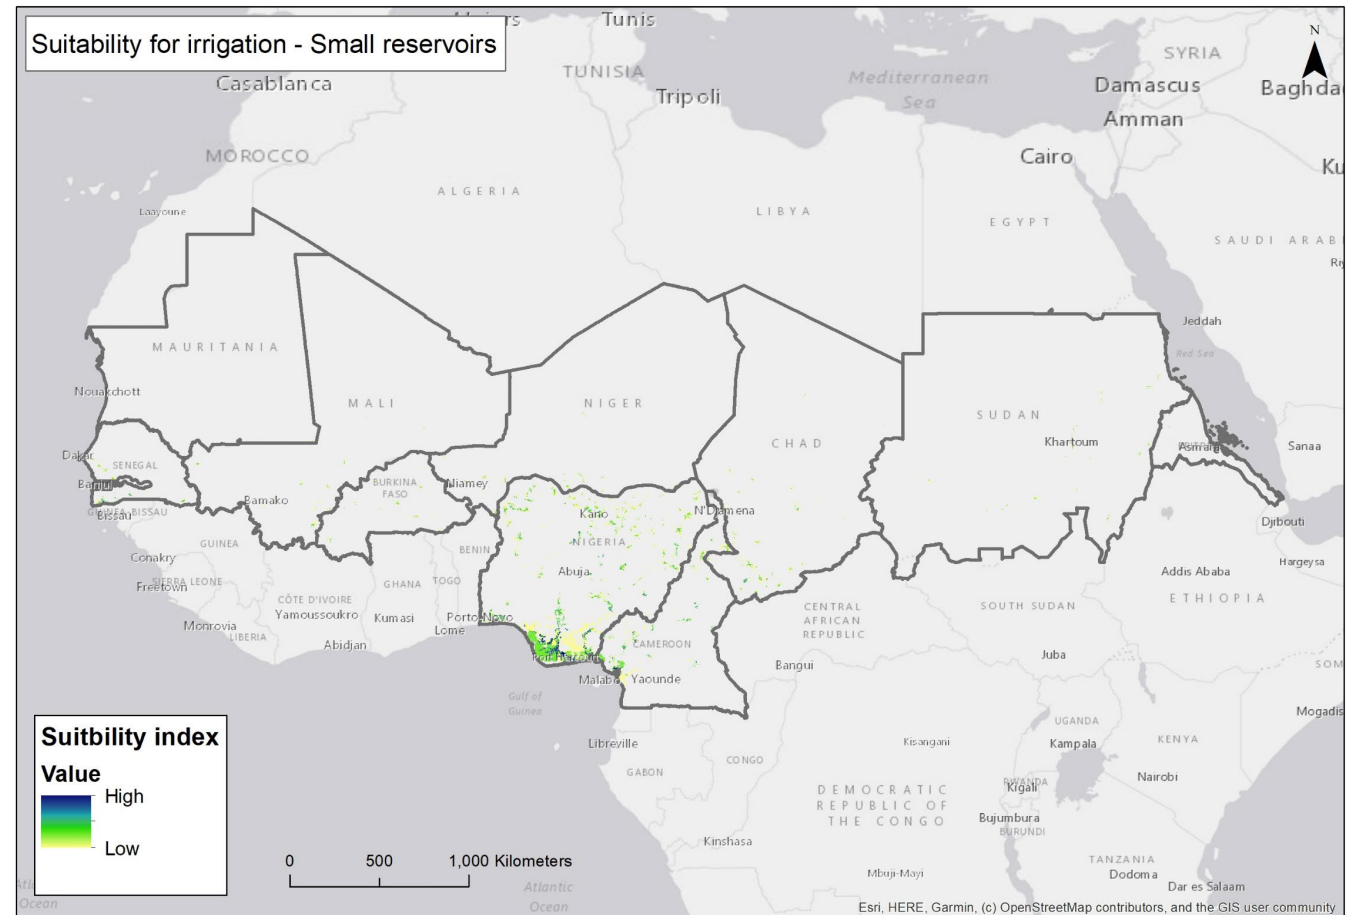 Suitability for irrigation - Small reservoirs
Tunis
N
SYRIA
TUNISIA
Mediterranean
Sea
Casablanca
Tripoli
Damascus
Amman
MOROCCO
Cairo
ALGERIA
Laayoune
LIBYA
EGYPT
Jeddah
Red Sea
MAURITANIA
Nouakchott
MALI
NIGER
CHAD
SUDAN
Khartoum
Sanaa
Dakar
SENEGAL
Banjul
Bamako
BURKINA
FASO
Niamey
Kano
N'Djamena
Asmara
Bissau
GUINEA-BISSAU
Djibouti
NIGERIA
GUINEA
Conakry
BENIN
Hargeysa
Freetown
SIERRA LEONE
GHANA
TOGO
Abuja
Addis Ababa
ETHIOPIA
CÔTE D'IVOIRE
Yamoussoukro
Kumasi
Porto-Novo
Lome
CENTRAL
AFRICAN
REPUBLIC
SOUTH SUDAN
Monrovia
LIBERIA
Abidjan
Port Harcourt
CAMEROON
Juba
Bangui
Malabo
Yaounde
Gulf of
Guinea
UGANDA
Kampala
KENYA
Libreville
Kisangani
GABON
CONGO
Nairobi
RWANDA
Kigali
DEMOCRATIC
REPUBLIC OF
THE CONGO
Bujumbura
BURUNDI
Kinshasa
TANZANIA
Dodoma
Mbuji-Mayi
Dar es Salaam
Atlantic
Ocean
Suitbility index
Value
High
Low
0 500 1,000 Kilometers
Esri, HERE, Garmin, (c) OpenStreetMap contributors, and the GIS user community